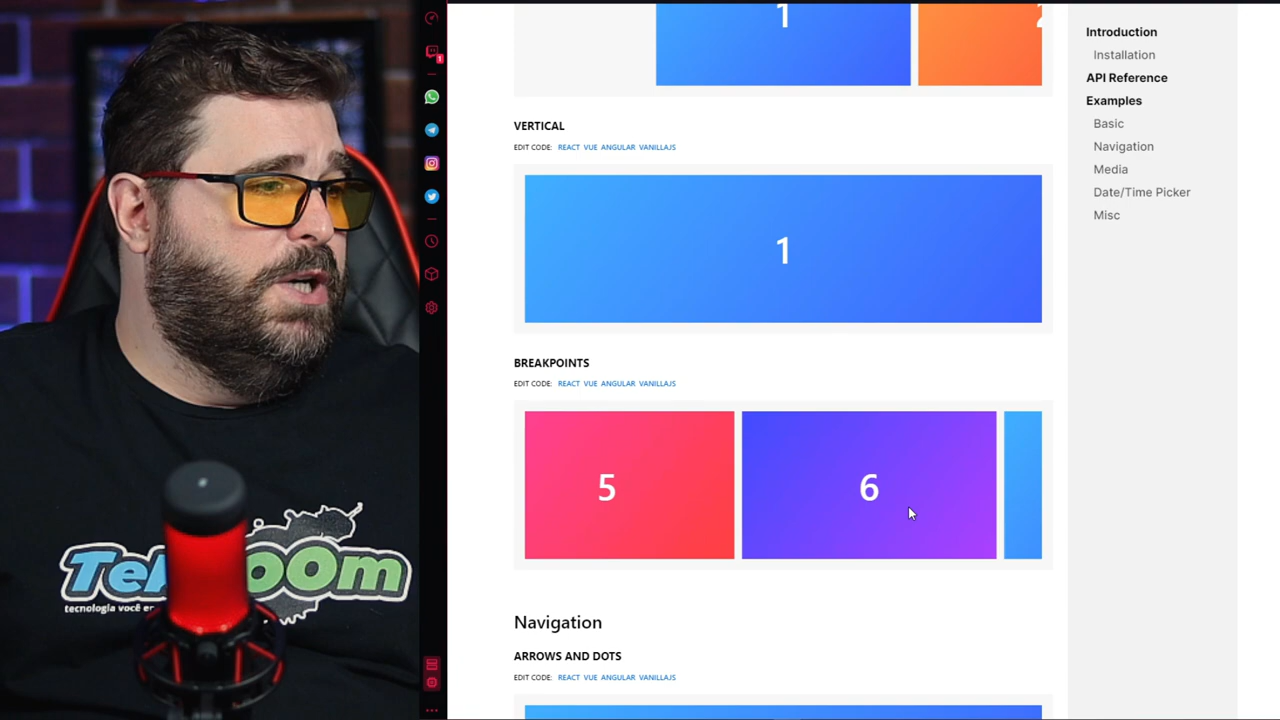 1
VERTICAL
EDIT CODE: REACT VUE ANGULAR VANILLAJS
1
BREAKPOINTS
EDIT CODE: REACT VUE ANGULAR VANILLAJS
5
6
Navigation
ARROWS AND DOTS
EDIT CODE: REACT VUE ANGULAR VANILLAJS
Introduction
Installation
API Reference
Examples
Basic
Navigation
Media
Date/Time Picker
Misc
1
tecnologia você